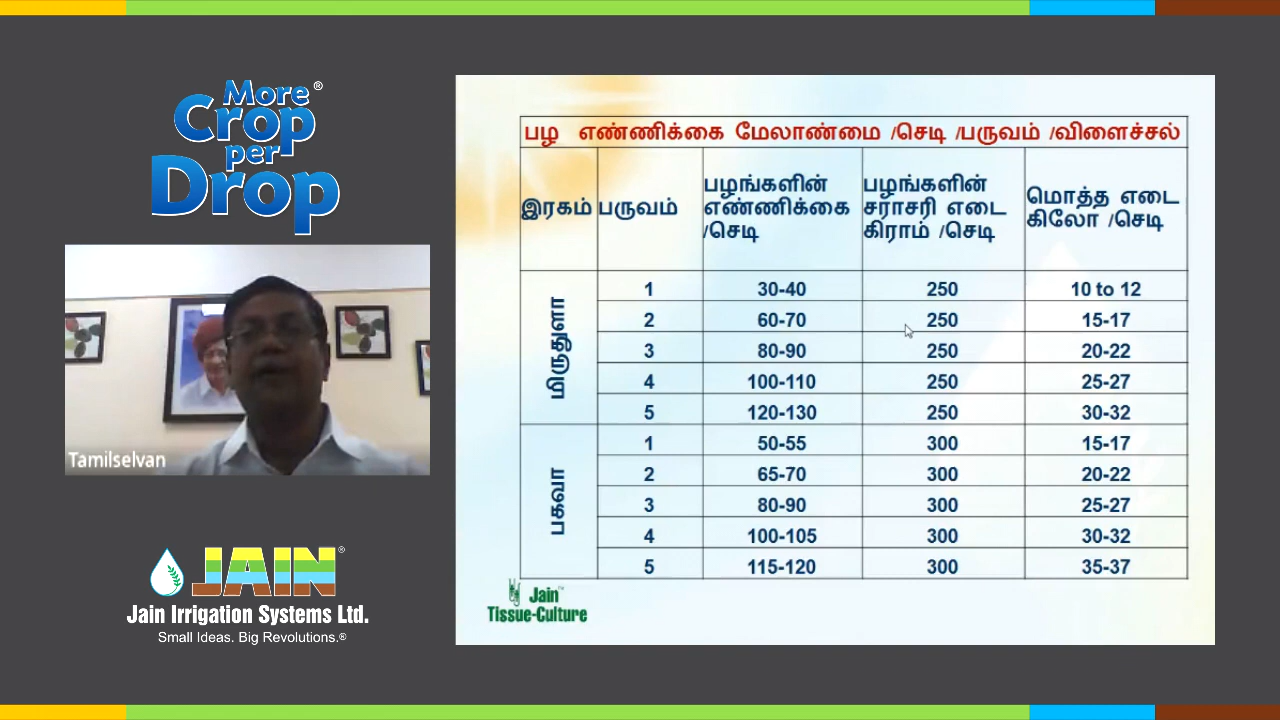 More ®
Crop
per
Drop
Tamilselvan
JAIN ®
Jain Irrigation Systems Ltd.
Small Ideas. Big Revolutions.®
பழ எண்ணிக்கை மேலாண்மை /செடி /பருவம் /விளைச்சல்
இரகம் பருவம் பழங்களின் எண்ணிக்கை /செடி பழங்களின் சராசரி எடை கிராம் /செடி மொத்த எடை கிலோ /செடி
மிருதுளா
1 30-40 250 10 to 12
2 60-70 250 15-17
3 80-90 250 20-22
4 100-110 250 25-27
5 120-130 250 30-32
பகவா
1 50-55 300 15-17
2 65-70 300 20-22
3 80-90 300 25-27
4 100-105 300 30-32
5 115-120 300 35-37
Jain™
Tissue-Culture